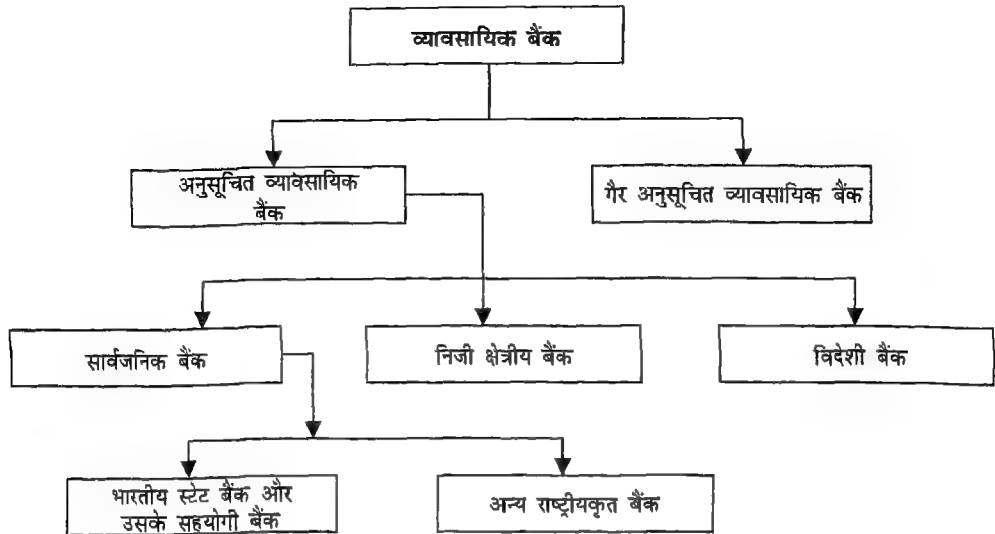 व्यावसायिक बैंक
अनुसूचित व्यावसायिक
बैंक
गैर अनुसूचित व्यावसायिक बैंक
सार्वजनिक बैंक
निजी क्षेत्रीय बैंक
विदेशी बैंक
भारतीय स्टेट बैंक और
उसके सहयोगी बैंक
अन्य राष्ट्रीयकृत बैंक